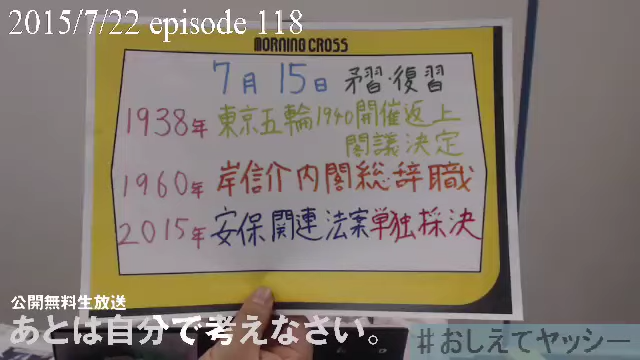 2015/7/22 episode 118
MORNING CROSS
7月15日 予習・復習
1938年 東京五輪1940開催返上
閣議決定
1960年 岸信介内閣総辞職
2015年 安保関連法案単独採決
公開無料生放送
あとは自分で考えなさい。
#おしえてヤッシー